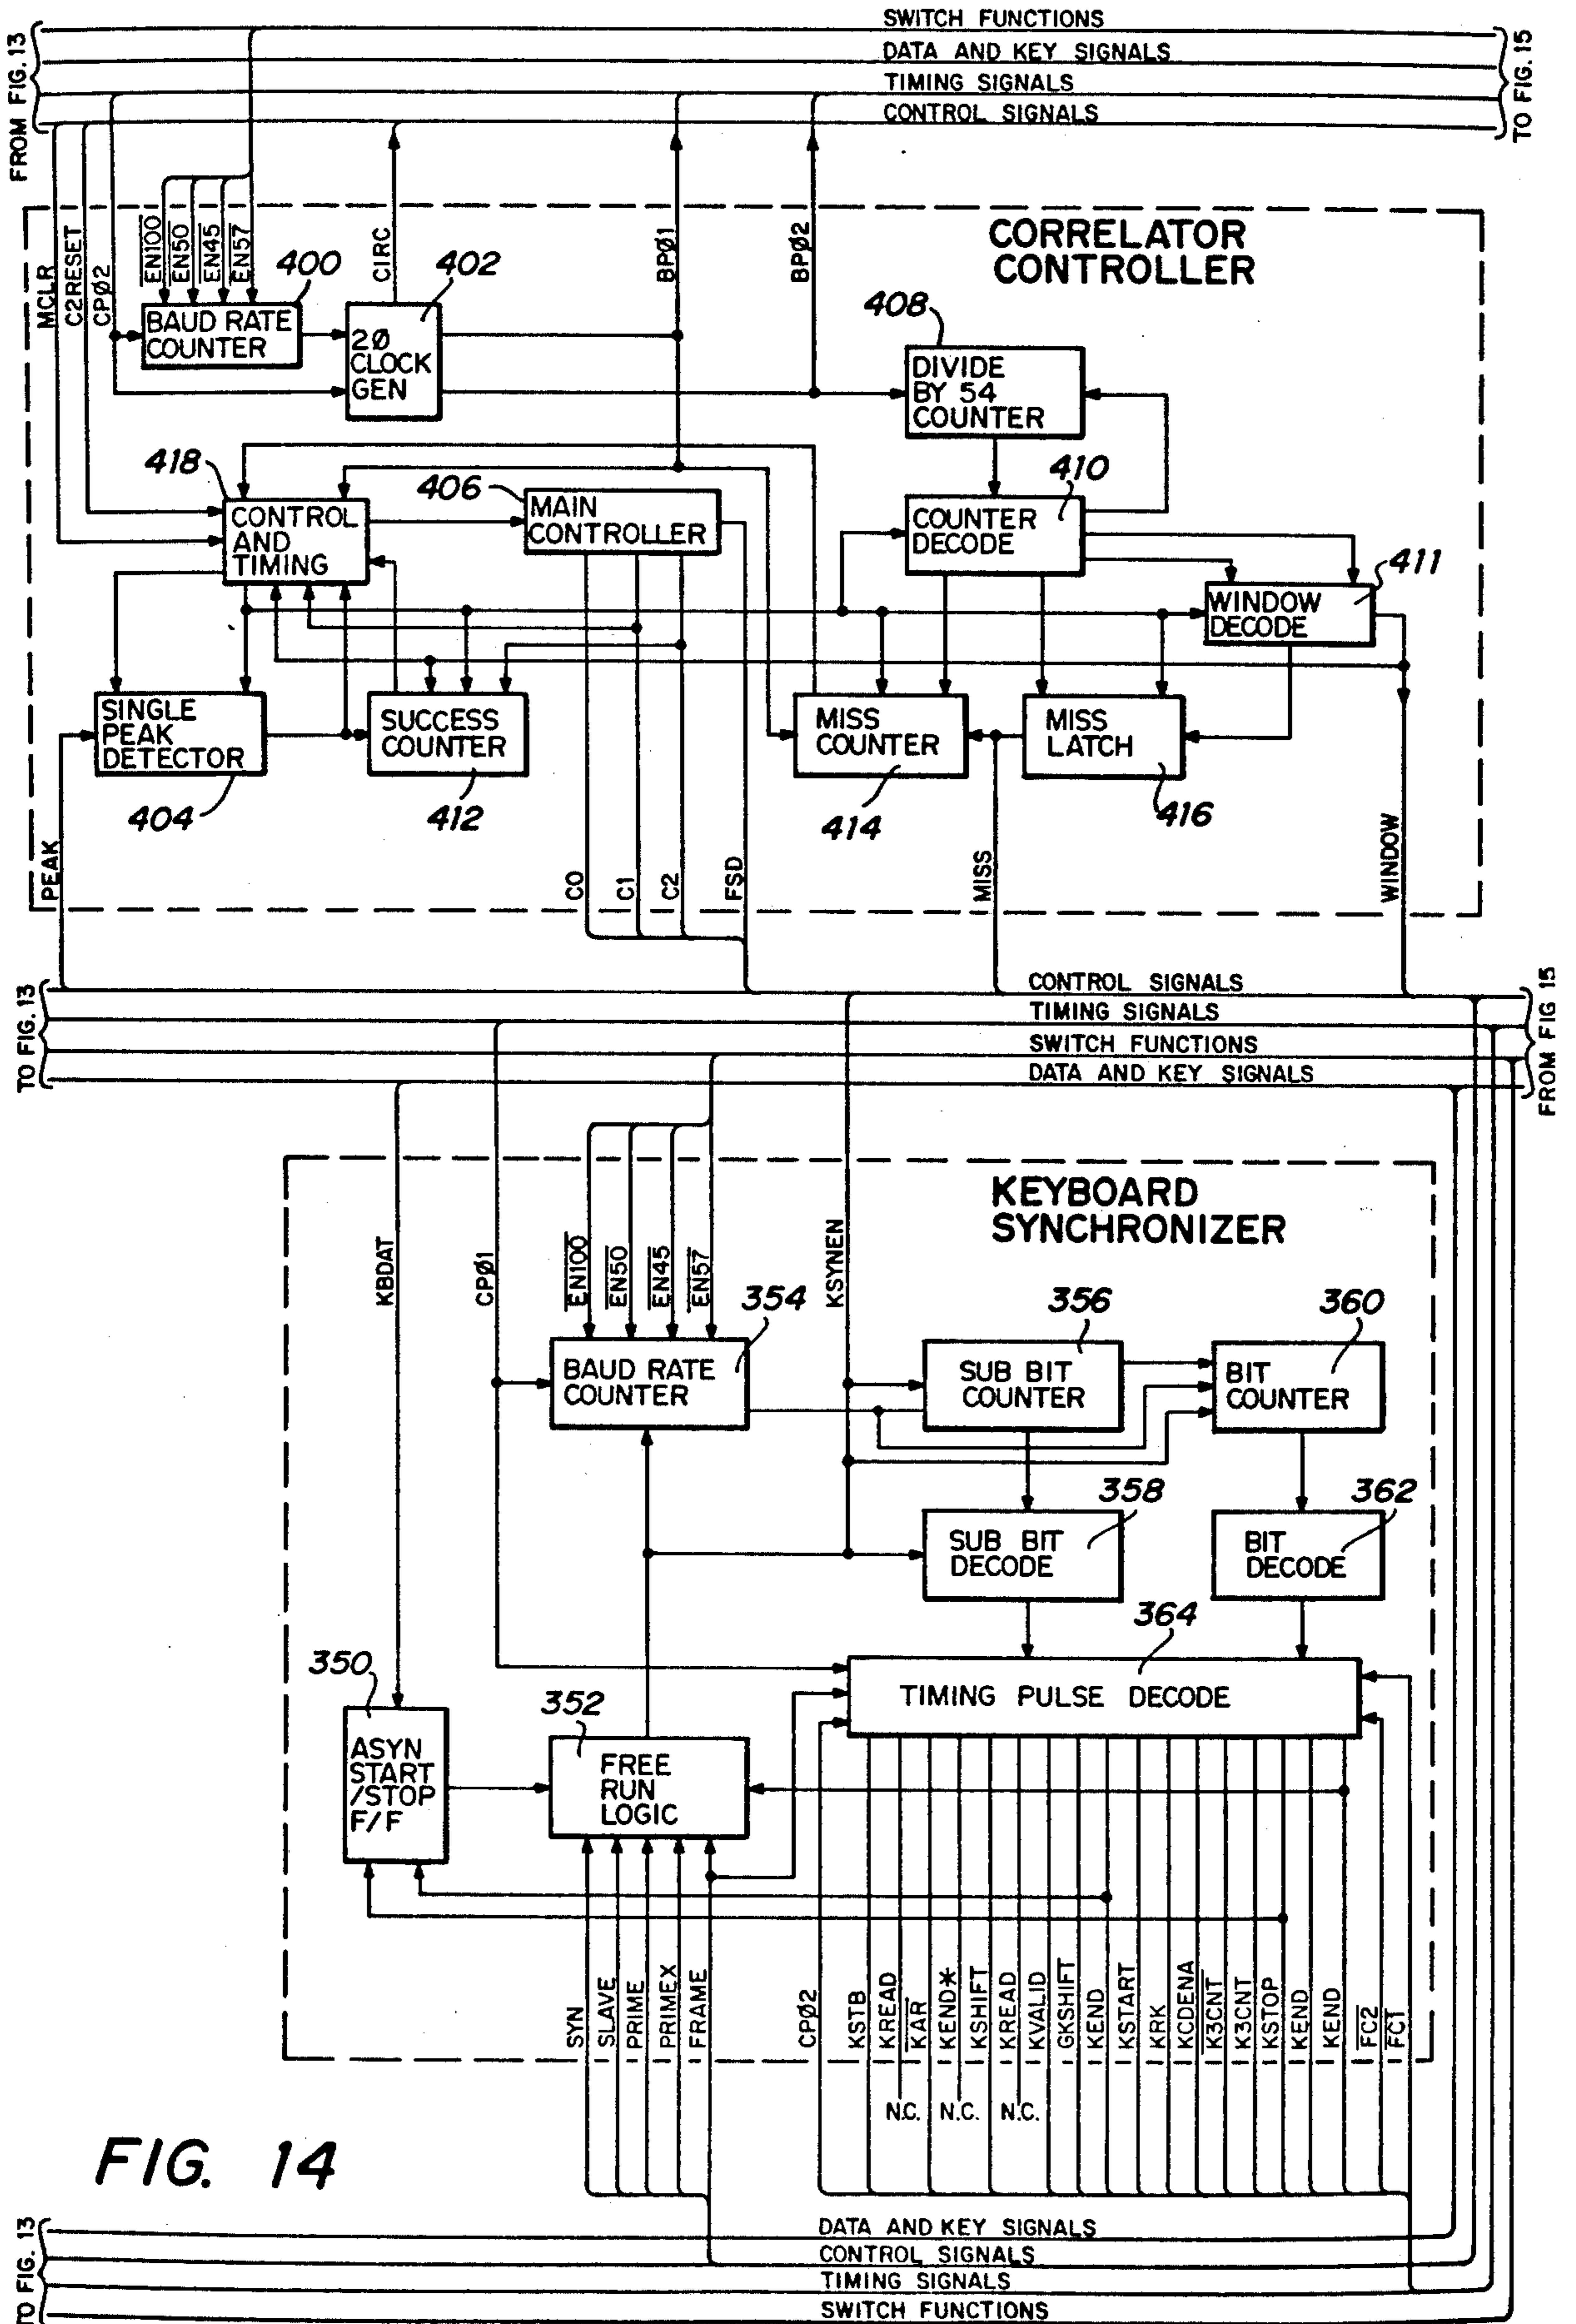 SWITCH FUNCTIONS
DATA AND KEY SIGNALS
TIMING SIGNALS
CONTROL SIGNALS
FROM FIG. 13
TO FIG. 15
MCLR
C2RESET
CPØ2
EN100
EN50
EN45
EN57
CIRC
BPØ1
BPØ2
CORRELATOR
CONTROLLER
400
402
BAUD RATE
COUNTER
2Ø
CLOCK
GEN
408
DIVIDE
BY 54
COUNTER
418
CONTROL
AND
TIMING
406
MAIN
CONTROLLER
410
COUNTER
DECODE
411
WINDOW
DECODE
SINGLE
PEAK
DETECTOR
404
SUCCESS
COUNTER
412
MISS
COUNTER
414
MISS
LATCH
416
PEAK
C0
C1
C2
FSD
MISS
WINDOW
TO FIG. 13
CONTROL SIGNALS
TIMING SIGNALS
SWITCH FUNCTIONS
DATA AND KEY SIGNALS
FROM FIG 15
KEYBOARD
SYNCHRONIZER
KBDAT
CPØ1
EN100
EN50
EN45
EN57
KSYNEN
354
BAUD RATE
COUNTER
356
SUB BIT
COUNTER
360
BIT
COUNTER
358
SUB BIT
DECODE
362
BIT
DECODE
364
TIMING PULSE DECODE
350
ASYN
START
/STOP
F/F
352
FREE
RUN
LOGIC
SYN
SLAVE
PRIME
PRIMEX
FRAME
CPØ2
KSTB
KREAD
KAR
KEND*
KSHIFT
KREAD
KVALID
GKSHIFT
KEND
KSTART
KRK
KCDENA
K3CNT
K3CNT
KSTOP
KEND
KEND
FC2
FC1
N.C.
N.C.
N.C.
FIG. 14
TO FIG. 13
DATA AND KEY SIGNALS
CONTROL SIGNALS
TIMING SIGNALS
SWITCH FUNCTIONS